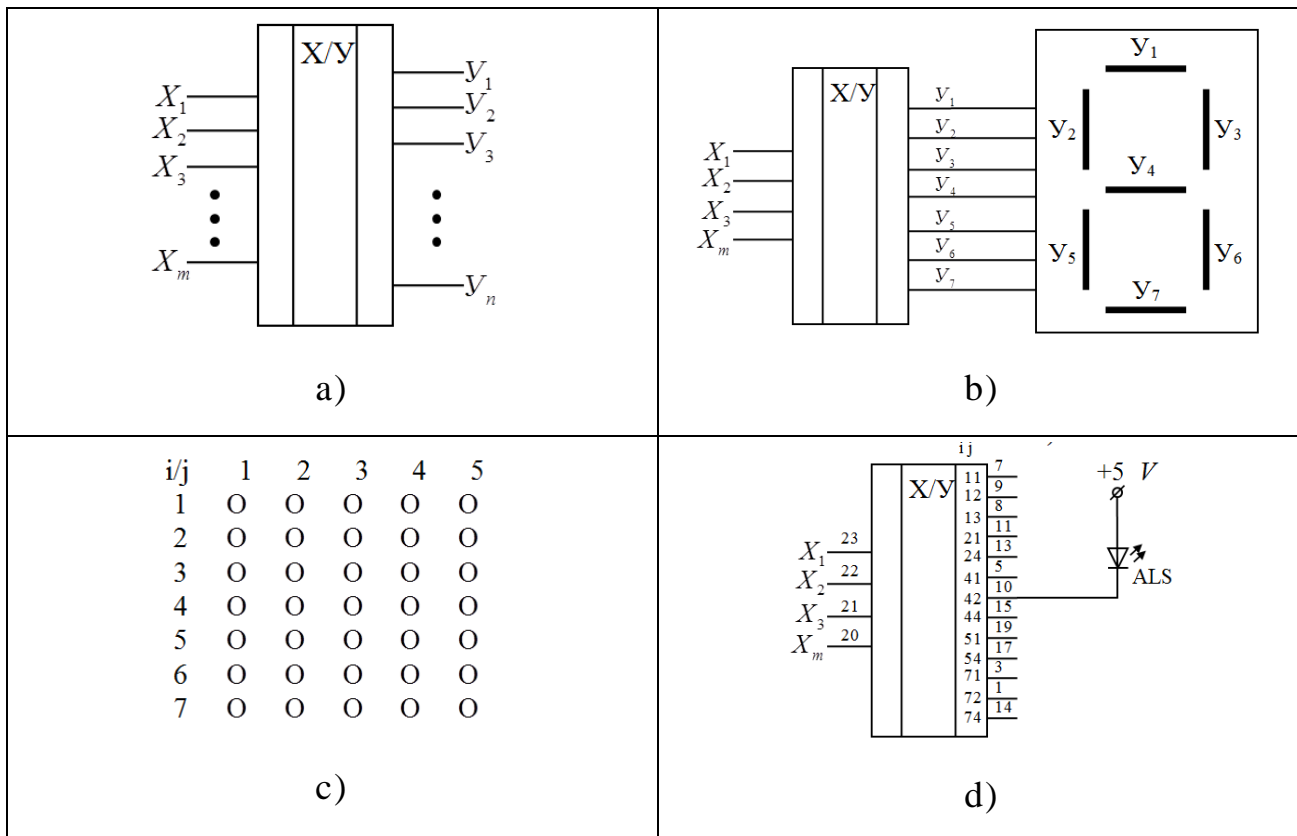 Х/У
X1
X2
X3
Xm
У1
У2
У3
Уn
a)
Х/У
X1
X2
X3
Xm
У1
У2
У3
У4
У5
У6
У7
У1
У2
У3
У4
У5
У6
У7
b)
i/j 1 2 3 4 5
1 O O O O O
2 O O O O O
3 O O O O O
4 O O O O O
5 O O O O O
6 O O O O O
7 O O O O O
c)
i j
Х/У
X1 23
X2 22
X3 21
Xm 20
11 7
12 9
13 8
21 11
24 13
41 5
42 10
44 15
51 19
54 17
71 3
72 1
74 14
+5 V
ALS
d)